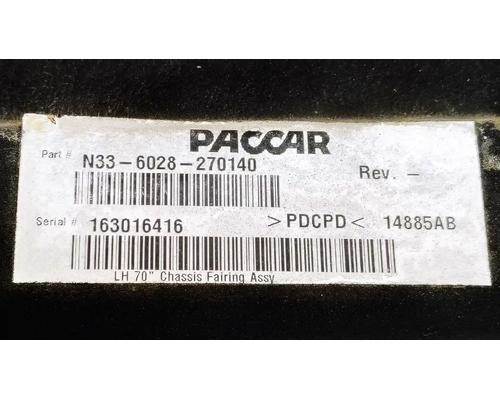 PACCAR
Part # N33-6028-270140 Rev. -
Serial # 163016416 >PDCPD< 14885AB
LH 70" Chassis Fairing Assy